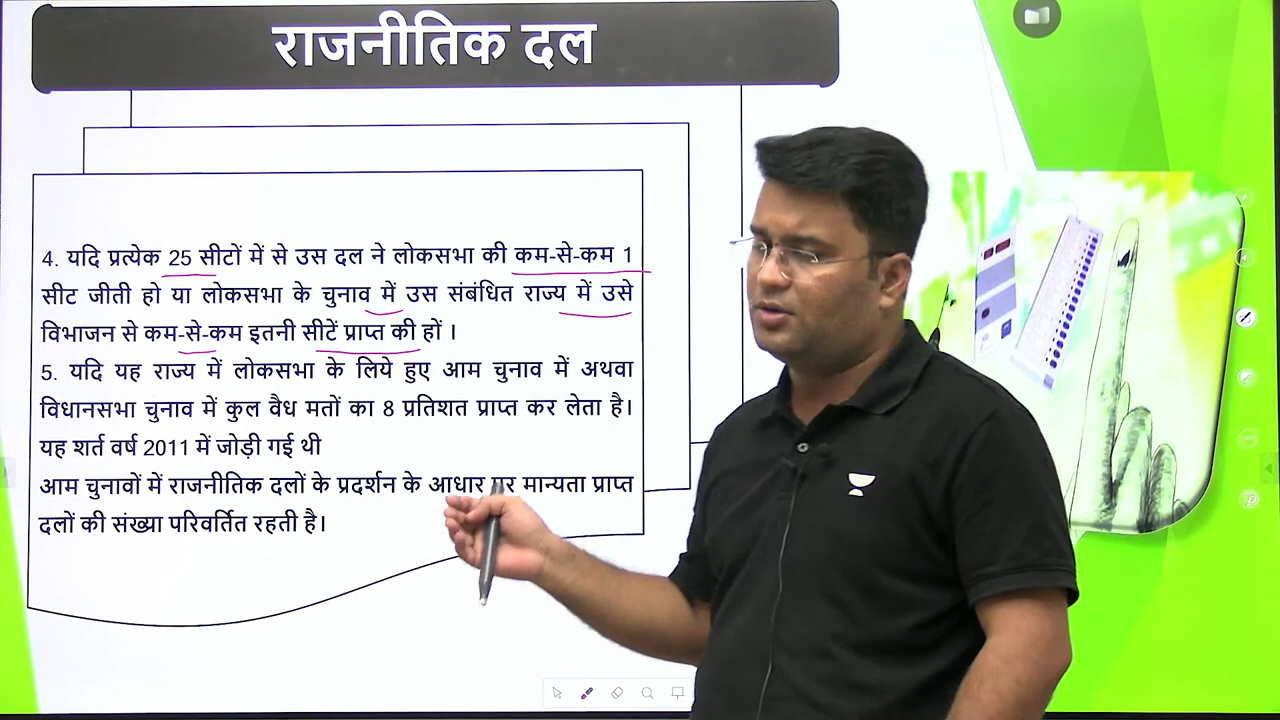 राजनीतिक दल
4. यदि प्रत्येक 25 सीटों में से उस दल ने लोकसभा की कम-से-कम 1
सीट जीती हो या लोकसभा के चुनाव में उस संबंधित राज्य में उसे
विभाजन से कम-से-कम इतनी सीटें प्राप्त की हों ।
5. यदि यह राज्य में लोकसभा के लिये हुए आम चुनाव में अथवा
विधानसभा चुनाव में कुल वैध मतों का 8 प्रतिशत प्राप्त कर लेता है।
यह शर्त वर्ष 2011 में जोड़ी गई थी
आम चुनावों में राजनीतिक दलों के प्रदर्शन के आधार पर मान्यता प्राप्त
दलों की संख्या परिवर्तित रहती है।